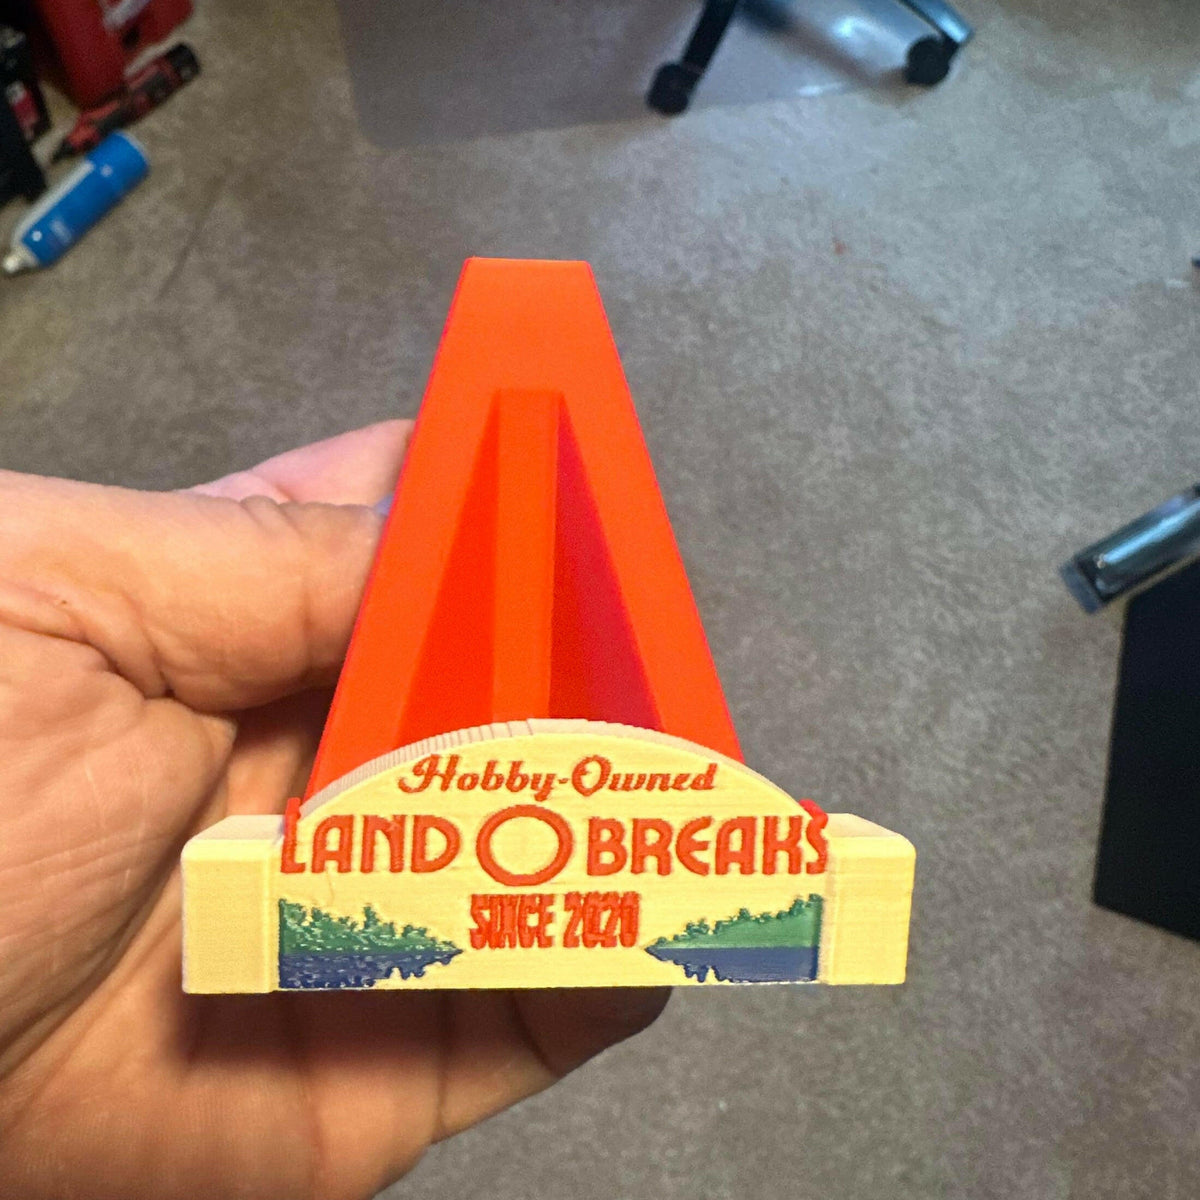 Hobby-Owned
LAND O BREAKS
SINCE 2020